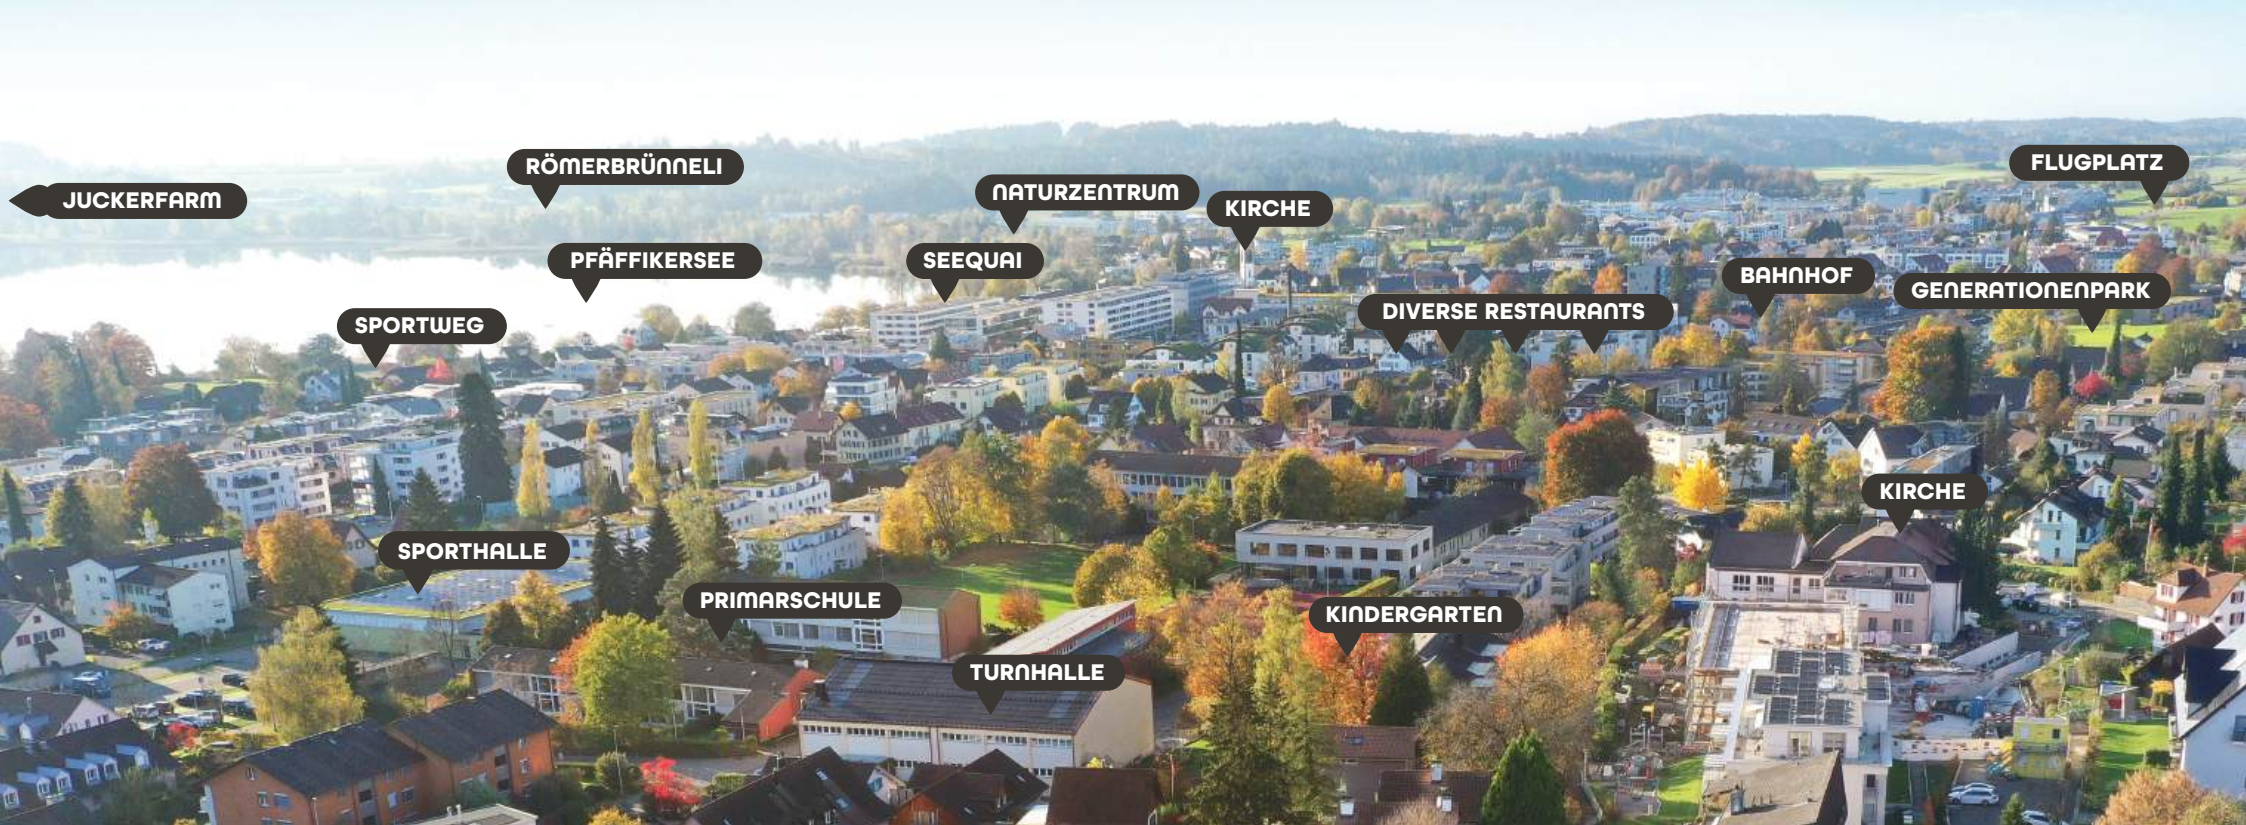 FLUGPLATZ
RÖMERBRÜNNELI
NATURZENTRUM
JUCKERFARM
KIRCHE
PFÄFFIKERSEE
SEEQUAI
BAHNHOF
GENERATIONENPARK
DIVERSE RESTAURANTS
SPORTWEG
KIRCHE
SPORTHALLE
PRIMARSCHULE
KINDERGARTEN
TURNHALLE